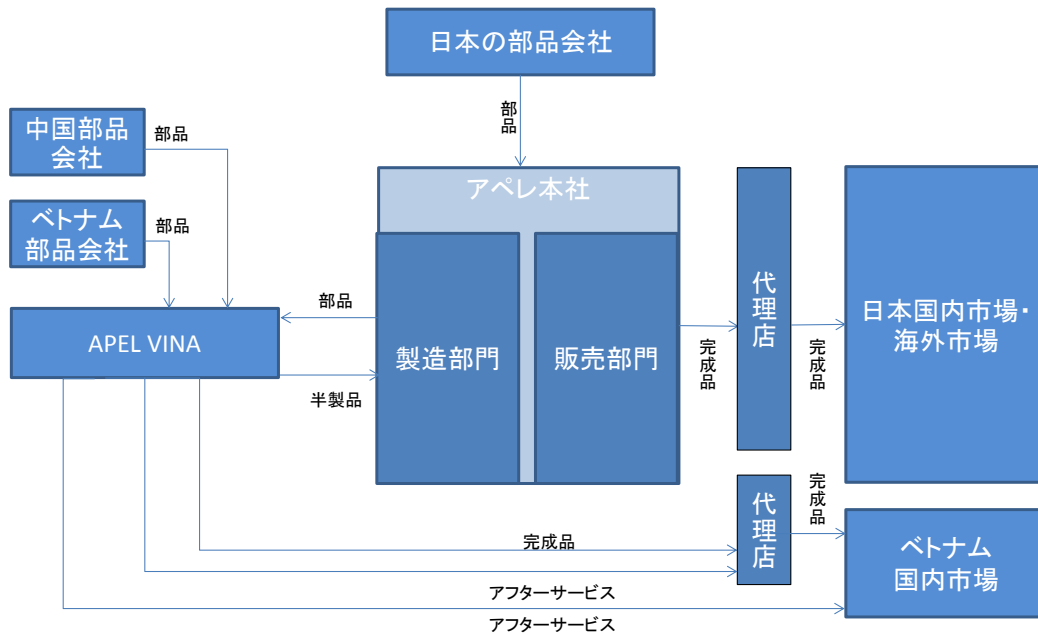 日本の部品会社
部品
中国部品
会社
部品
ベトナム
部品会社
部品
アペレ本社
部品
APEL VINA
半製品
製造部門
販売部門
完成品
代理店
完成品
日本国内市場・
海外市場
完成品
代理店
完成品
ベトナム
国内市場
アフターサービス
アフターサービス